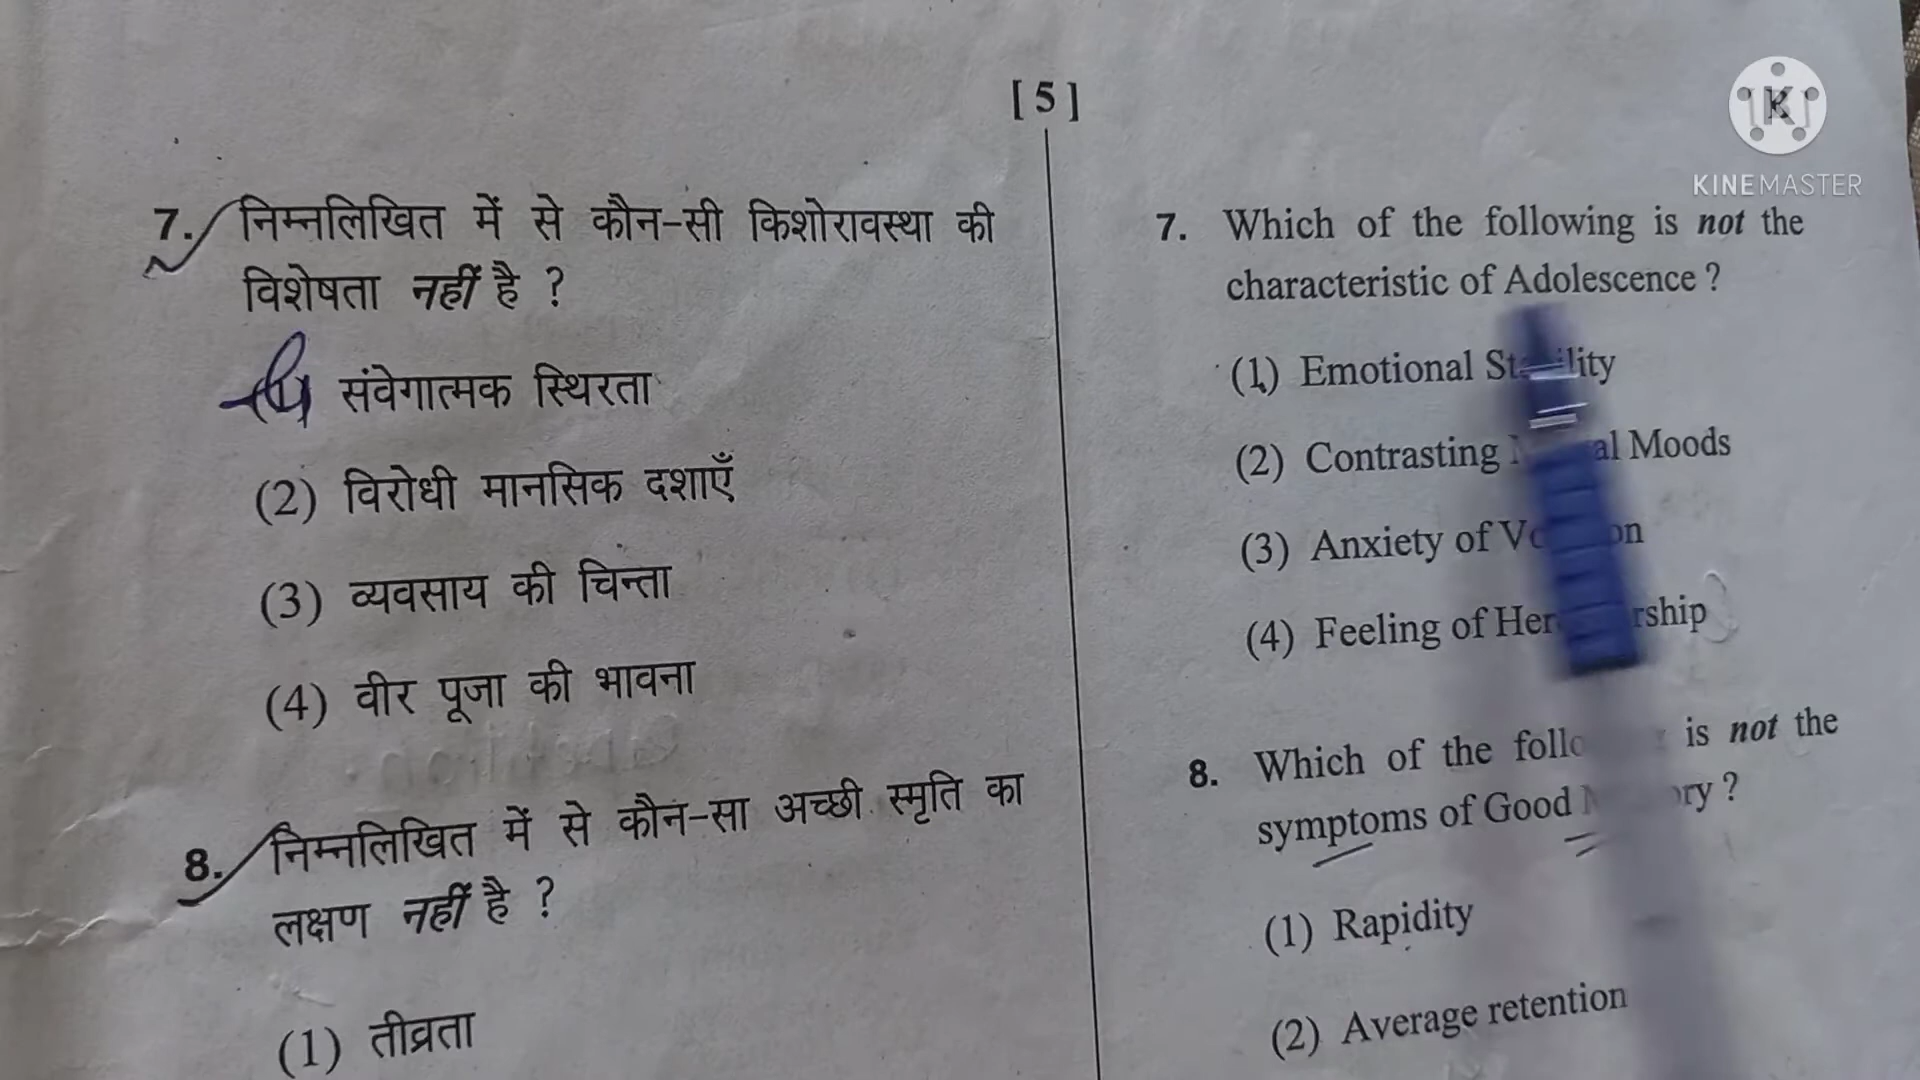 [ 5 ]
KINEMASTER
7. निम्नलिखित में से कौन-सी किशोरावस्था की
विशेषता नहीं है ?
संवेगात्मक स्थिरता
(2) विरोधी मानसिक दशाएँ
(3) व्यवसाय की चिन्ता
(4) वीर पूजा की भावना
8. निम्नलिखित में से कौन-सा अच्छी स्मृति का
लक्षण नहीं है ?
(1) तीव्रता
7. Which of the following is not the
characteristic of Adolescence ?
(1) Emotional
(2) Contrasting Moods
(3) Anxiety of
(4) Feeling of
8. Which of the is not the
symptoms of Good ?
(1) Rapidity
(2) Average retention